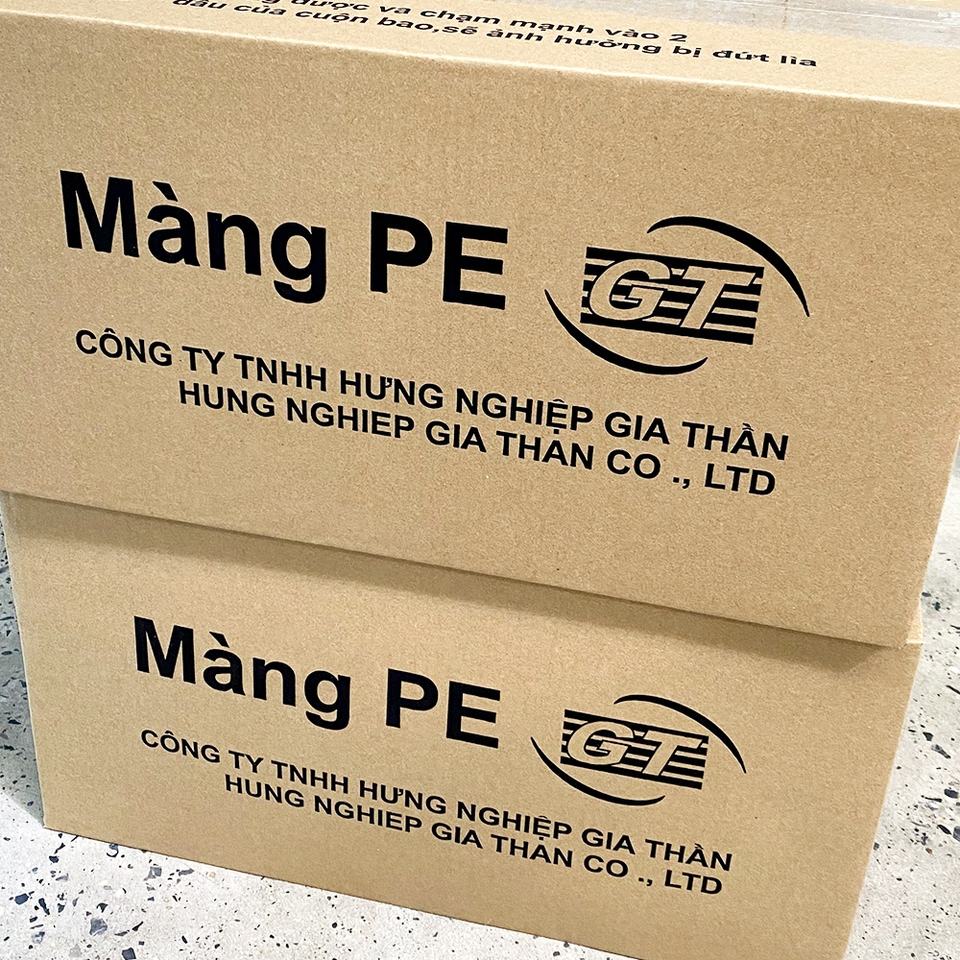 được va chạm mạnh vào 2
đầu của cuộn bao,sẽ ảnh hưởng bị đứt lìa
Màng PE
GT
CÔNG TY TNHH HƯNG NGHIỆP GIA THẦN
HUNG NGHIEP GIA THAN CO ., LTD
Màng PE
GT
CÔNG TY TNHH HƯNG NGHIỆP GIA THẦN
HUNG NGHIEP GIA THAN CO ., LTD